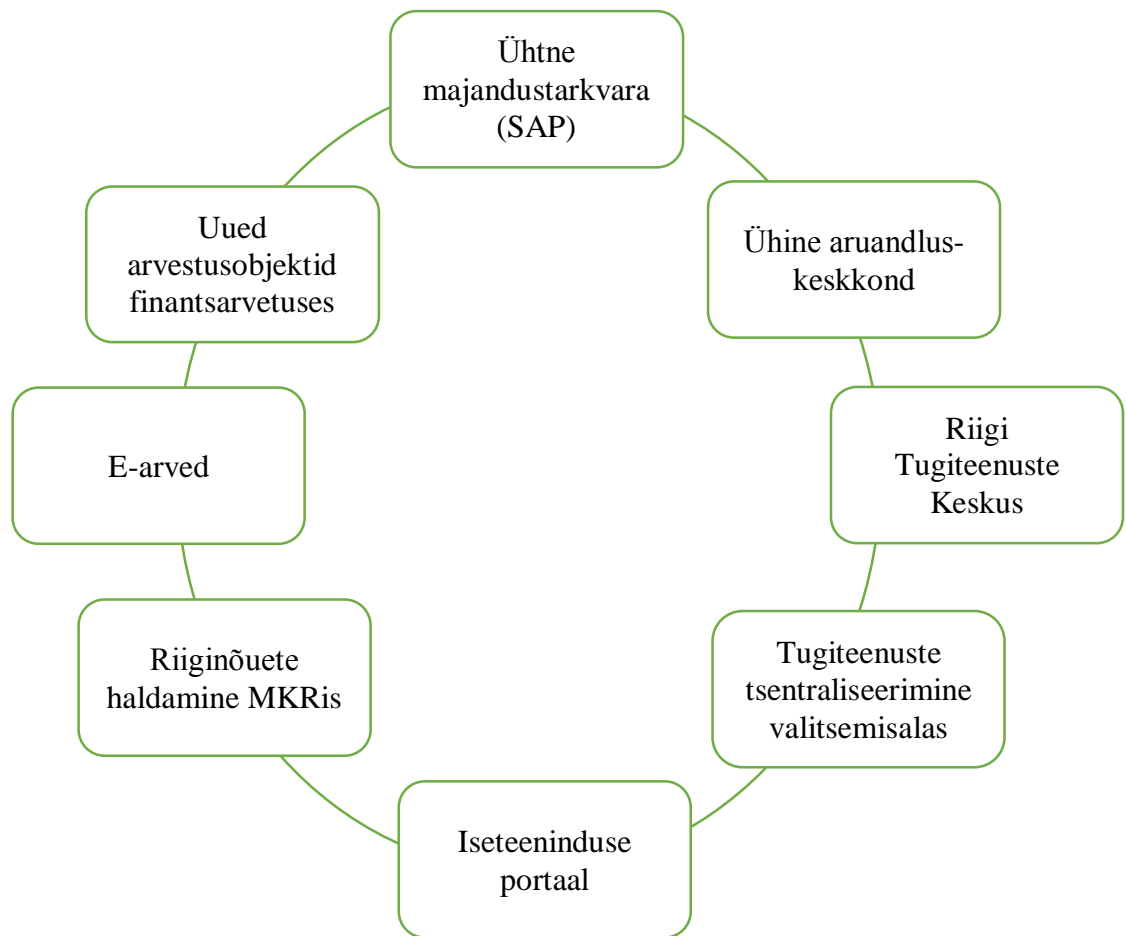 Ühtne
majandustarkvara
(SAP)
Ühine aruandlus-
keskkond
Riigi
Tugiteenuste
Keskus
Tugiteenuste
tsentraliseerimine
valitsemisalas
Iseteeninduse
portaal
Riiginõuete
haldamine MKRis
E-arved
Uued
arvestusobjektid
finantsarvetuses